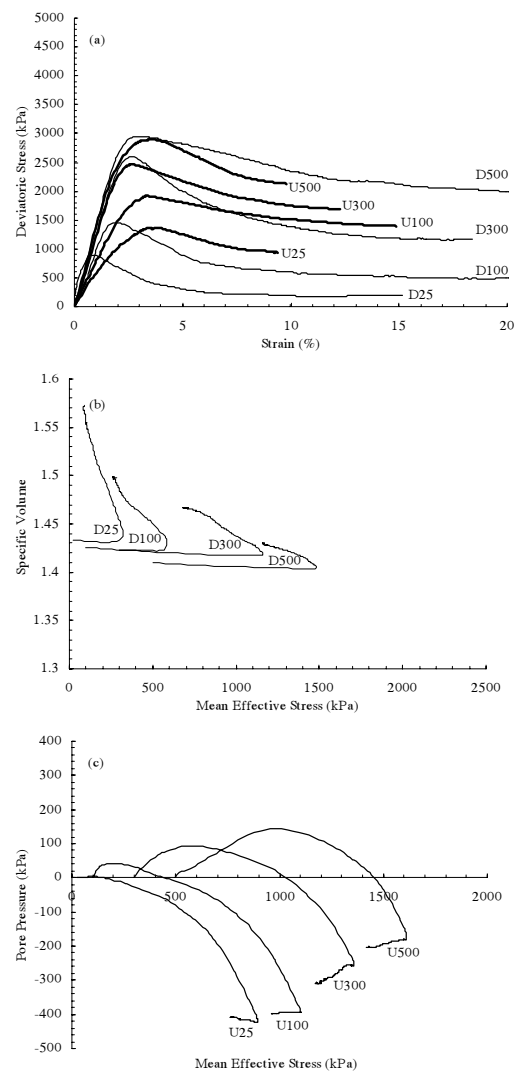 5000
(a)
4500
4000
3500
3000
2500
2000
1500
1000
500
0
Deviatoric Stress (kPa)
D500
U500
U300
U100
D300
U25
D100
D25
0 5 10 15 20
Strain (%)
1.6
(b)
1.55
1.5
1.45
1.4
1.35
1.3
Specific Volume
D25
D100
D300
D500
0 500 1000 1500 2000 2500
Mean Effective Stress (kPa)
400
(c)
300
200
100
0
-100
-200
-300
-400
-500
Pore Pressure (kPa)
0 500 1000 1500 2000
U500
U300
U25
U100
Mean Effective Stress (kPa)